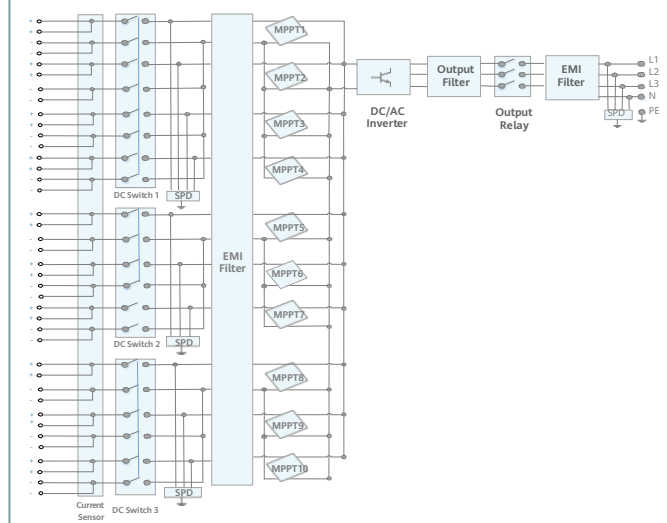 MPPT1
MPPT2
MPPT3
MPPT4
DC Switch 1
SPD
MPPT5
MPPT6
MPPT7
EMI
Filter
DC Switch 2
SPD
MPPT8
MPPT9
MPPT10
SPD
Current
Sensor
DC Switch 3
DC/AC
Inverter
Output
Filter
Output
Relay
EMI
Filter
L1
L2
L3
N
PE
SPD